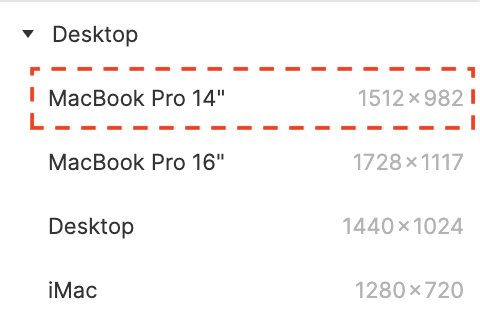 Desktop
MacBook Pro 14" 1512×982
MacBook Pro 16" 1728×1117
Desktop 1440×1024
iMac 1280×720